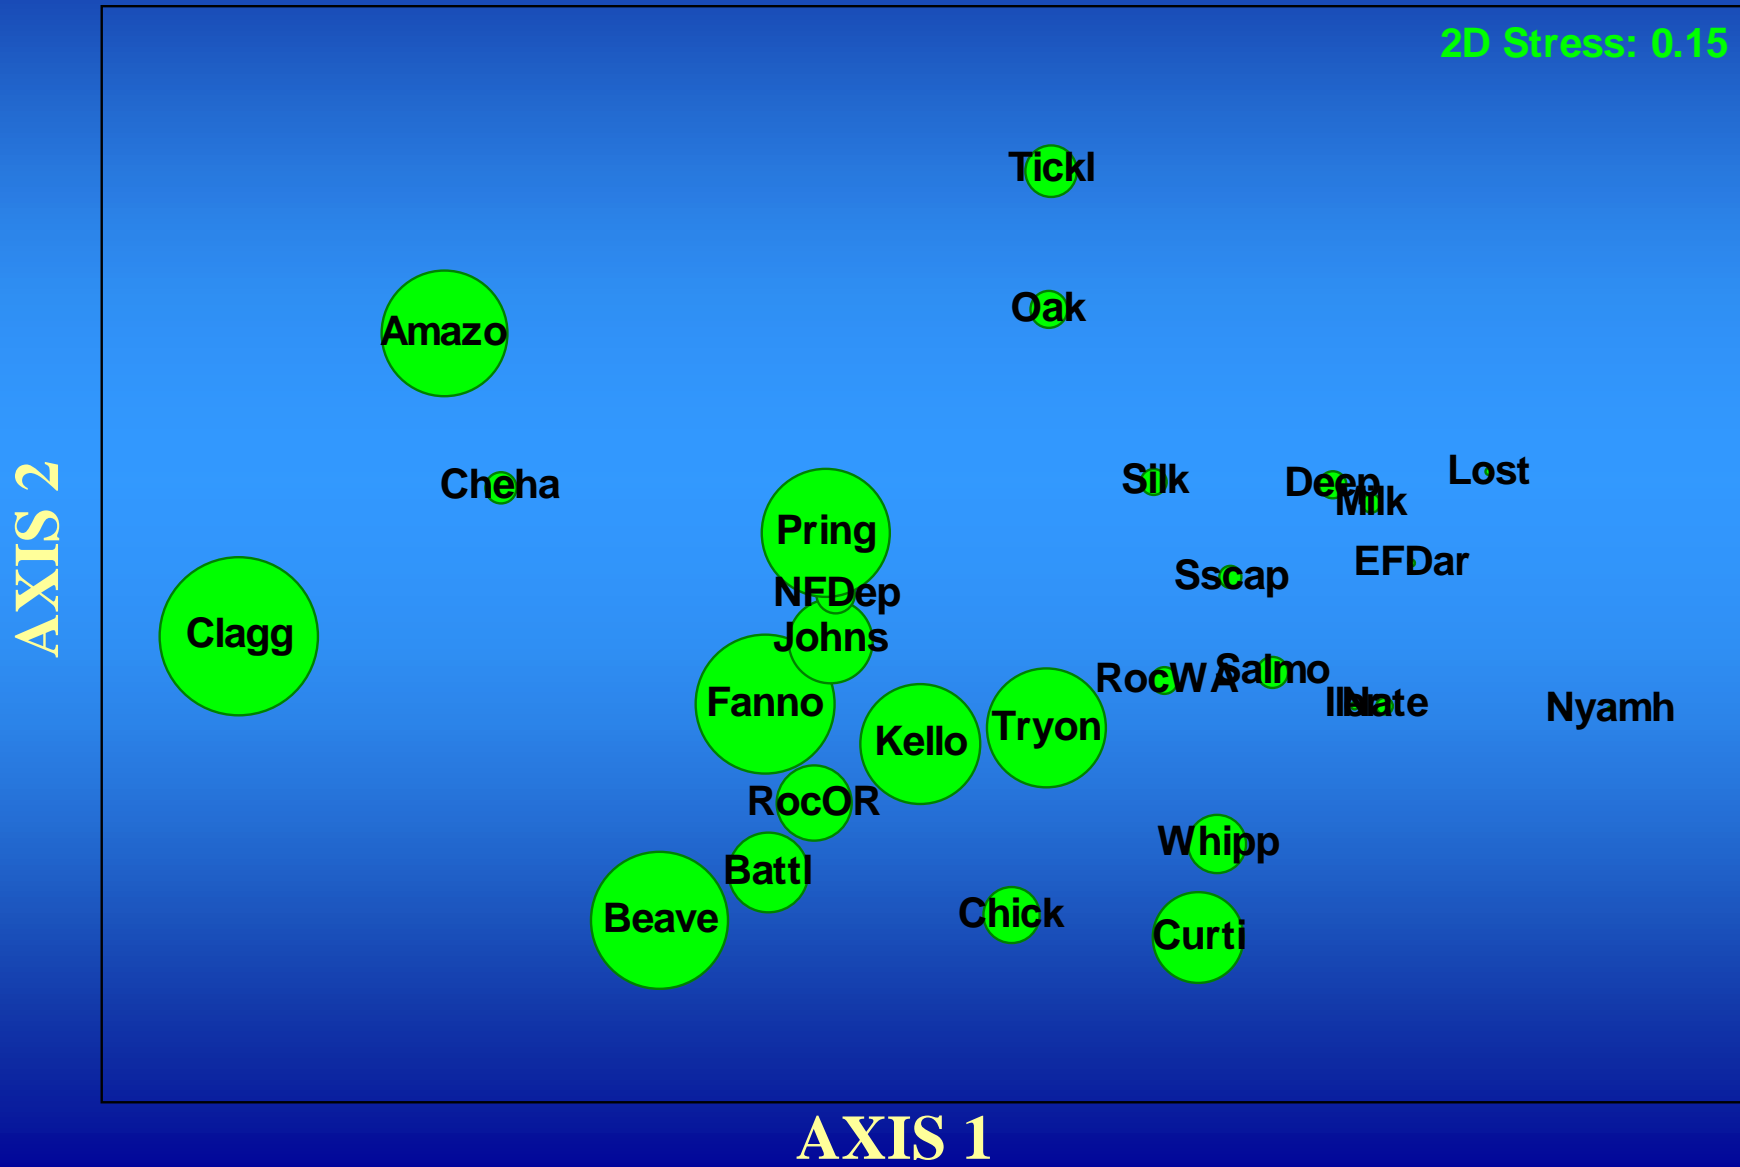 2D Stress: 0.15
Tickl
Oak
Amazo
Cheha
Silk
Deep
Milk
Lost
Pring
EFDar
Sscap
NFDep
Clagg
Johns
RocWA
Salmo
Fanno
Nate
Nyamh
Kello
Tryon
RocOR
Whipp
Battl
Beave
Chick
Curti
AXIS 2
AXIS 1